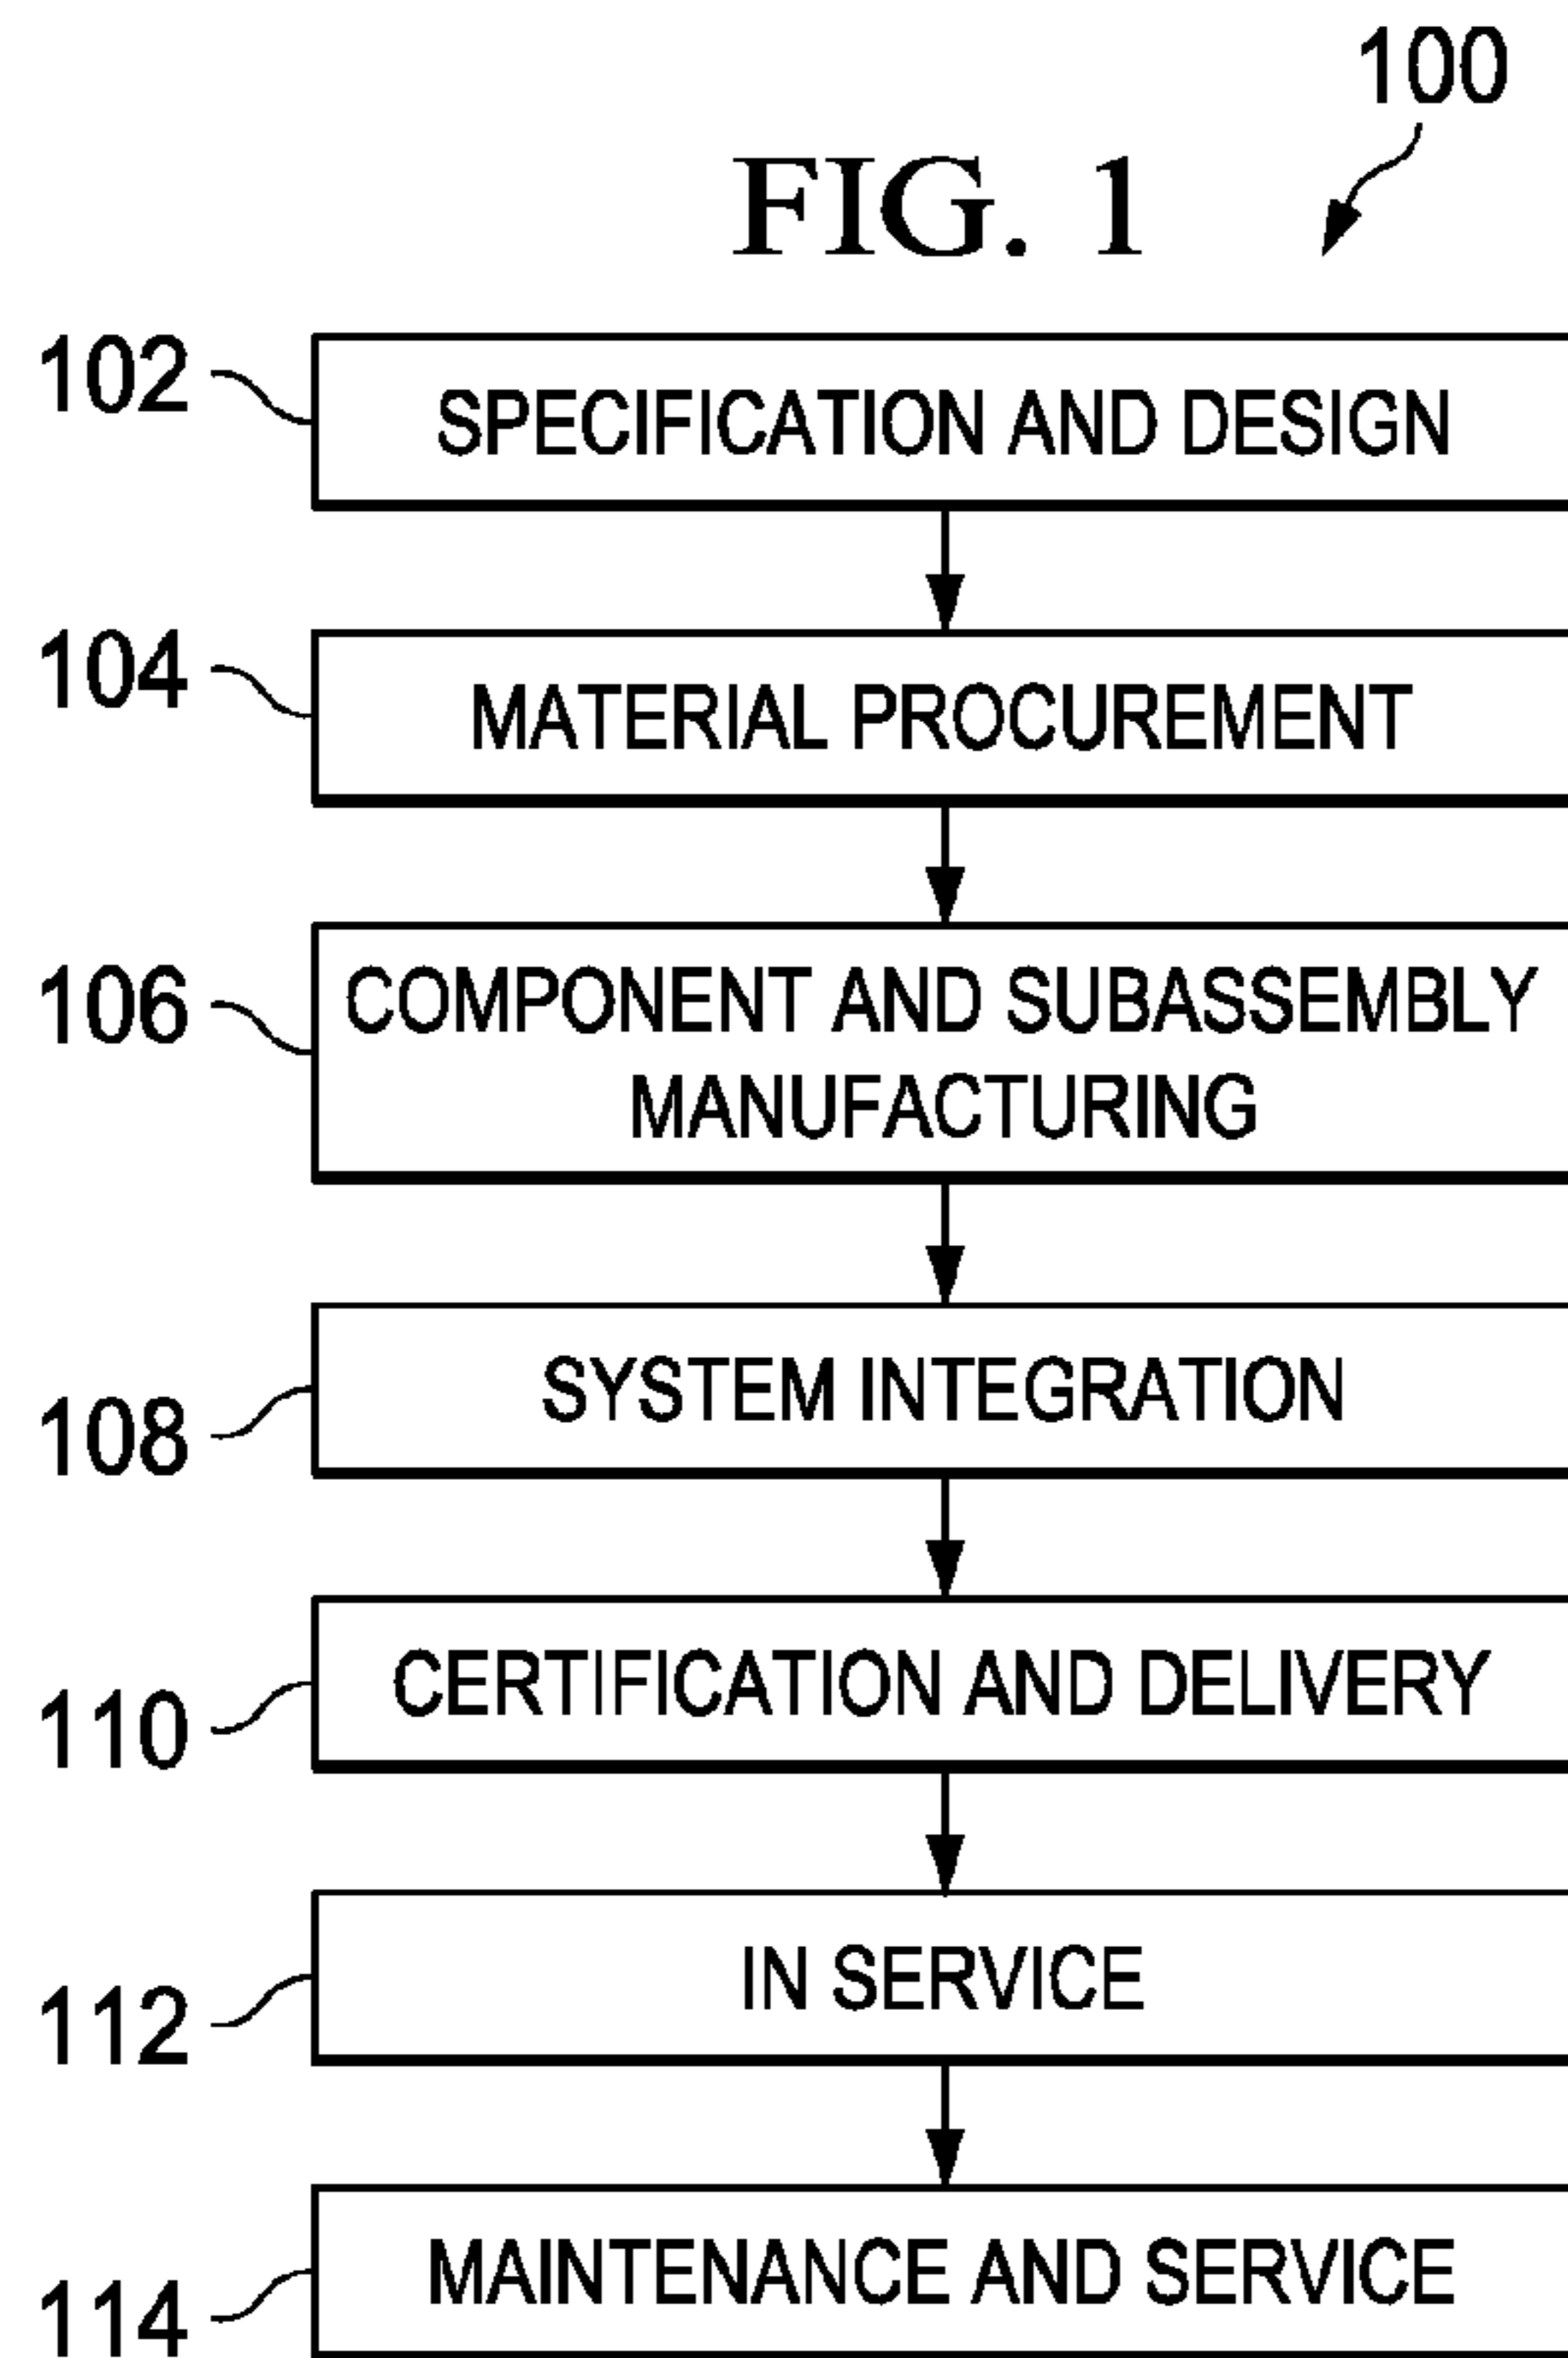 100
FIG. 1
102
SPECIFICATION AND DESIGN
104
MATERIAL PROCUREMENT
106
COMPONENT AND SUBASSEMBLY
MANUFACTURING
108
SYSTEM INTEGRATION
110
CERTIFICATION AND DELIVERY
112
IN SERVICE
114
MAINTENANCE AND SERVICE